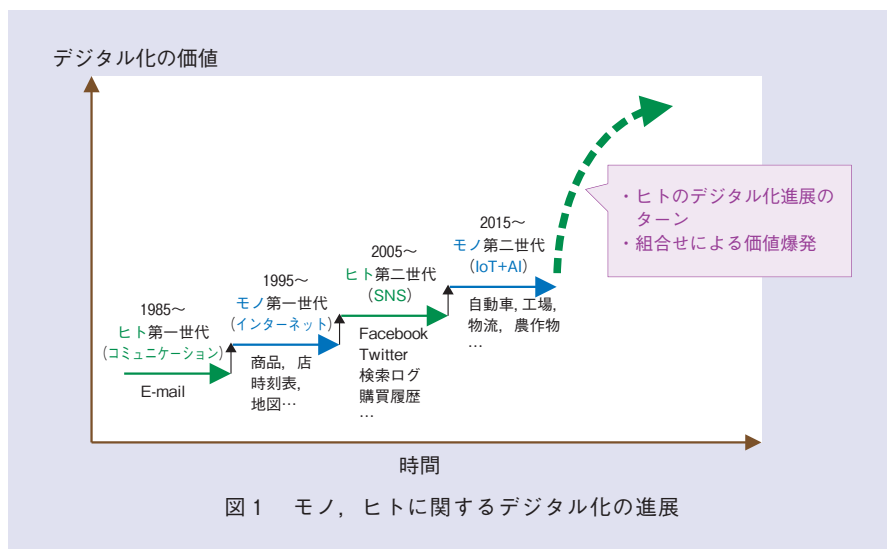 デジタル化の価値
・ヒトのデジタル化進展の
ターン
・組合せによる価値爆発
2015～
モノ第二世代
（IoT+AI）
自動車，工場，
物流，農作物
…
2005～
ヒト第二世代
（SNS）
Facebook
Twitter
検索ログ
購買履歴
…
1995～
モノ第一世代
（インターネット）
商品，店
時刻表，
地図…
1985～
ヒト第一世代
（コミュニケーション）
E-mail
時間
図1　モノ，ヒトに関するデジタル化の進展